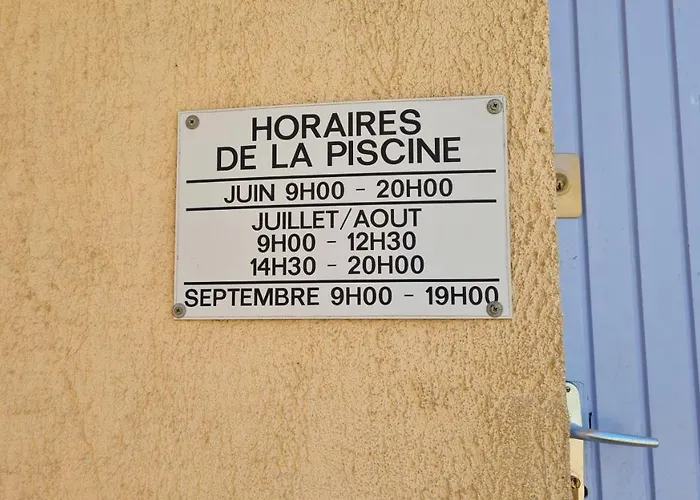 HORAIRES
DE LA PISCINE
JUIN 9H00 - 20H00
JUILLET/AOUT
9H00 - 12H30
14H30 - 20H00
SEPTEMBRE 9H00 - 19H00